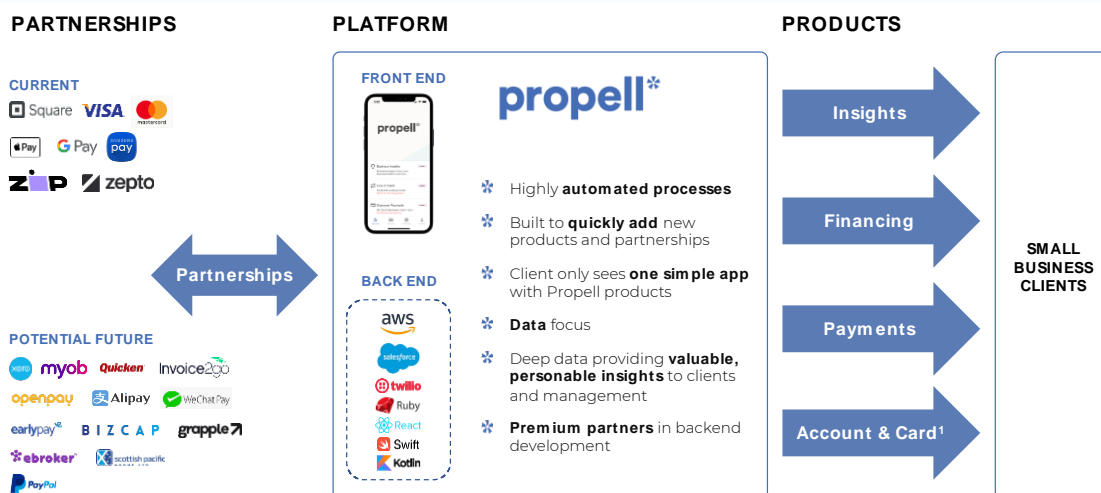 PARTNERSHIPS
PLATFORM
PRODUCTS
CURRENT
Square VISA mastercard
Pay G Pay pay
ZIP zepto
Partnerships
POTENTIAL FUTURE
xero myob Quicken Invoice2go
openpay Alipay WeChat Pay
earlypay BIZCAP grapple
ebroker scottish pacific
PayPal
FRONT END
propell*
BACK END
aws
salesforce
twilio
Ruby
React
Swift
Kotlin
propell*
Highly automated processes
Built to quickly add new
products and partnerships
Client only sees one simple app
with Propell products
Data focus
Deep data providing valuable,
personable insights to clients
and management
Premium partners in backend
development
Insights
Financing
Payments
Account & Card¹
SMALL
BUSINESS
CLIENTS